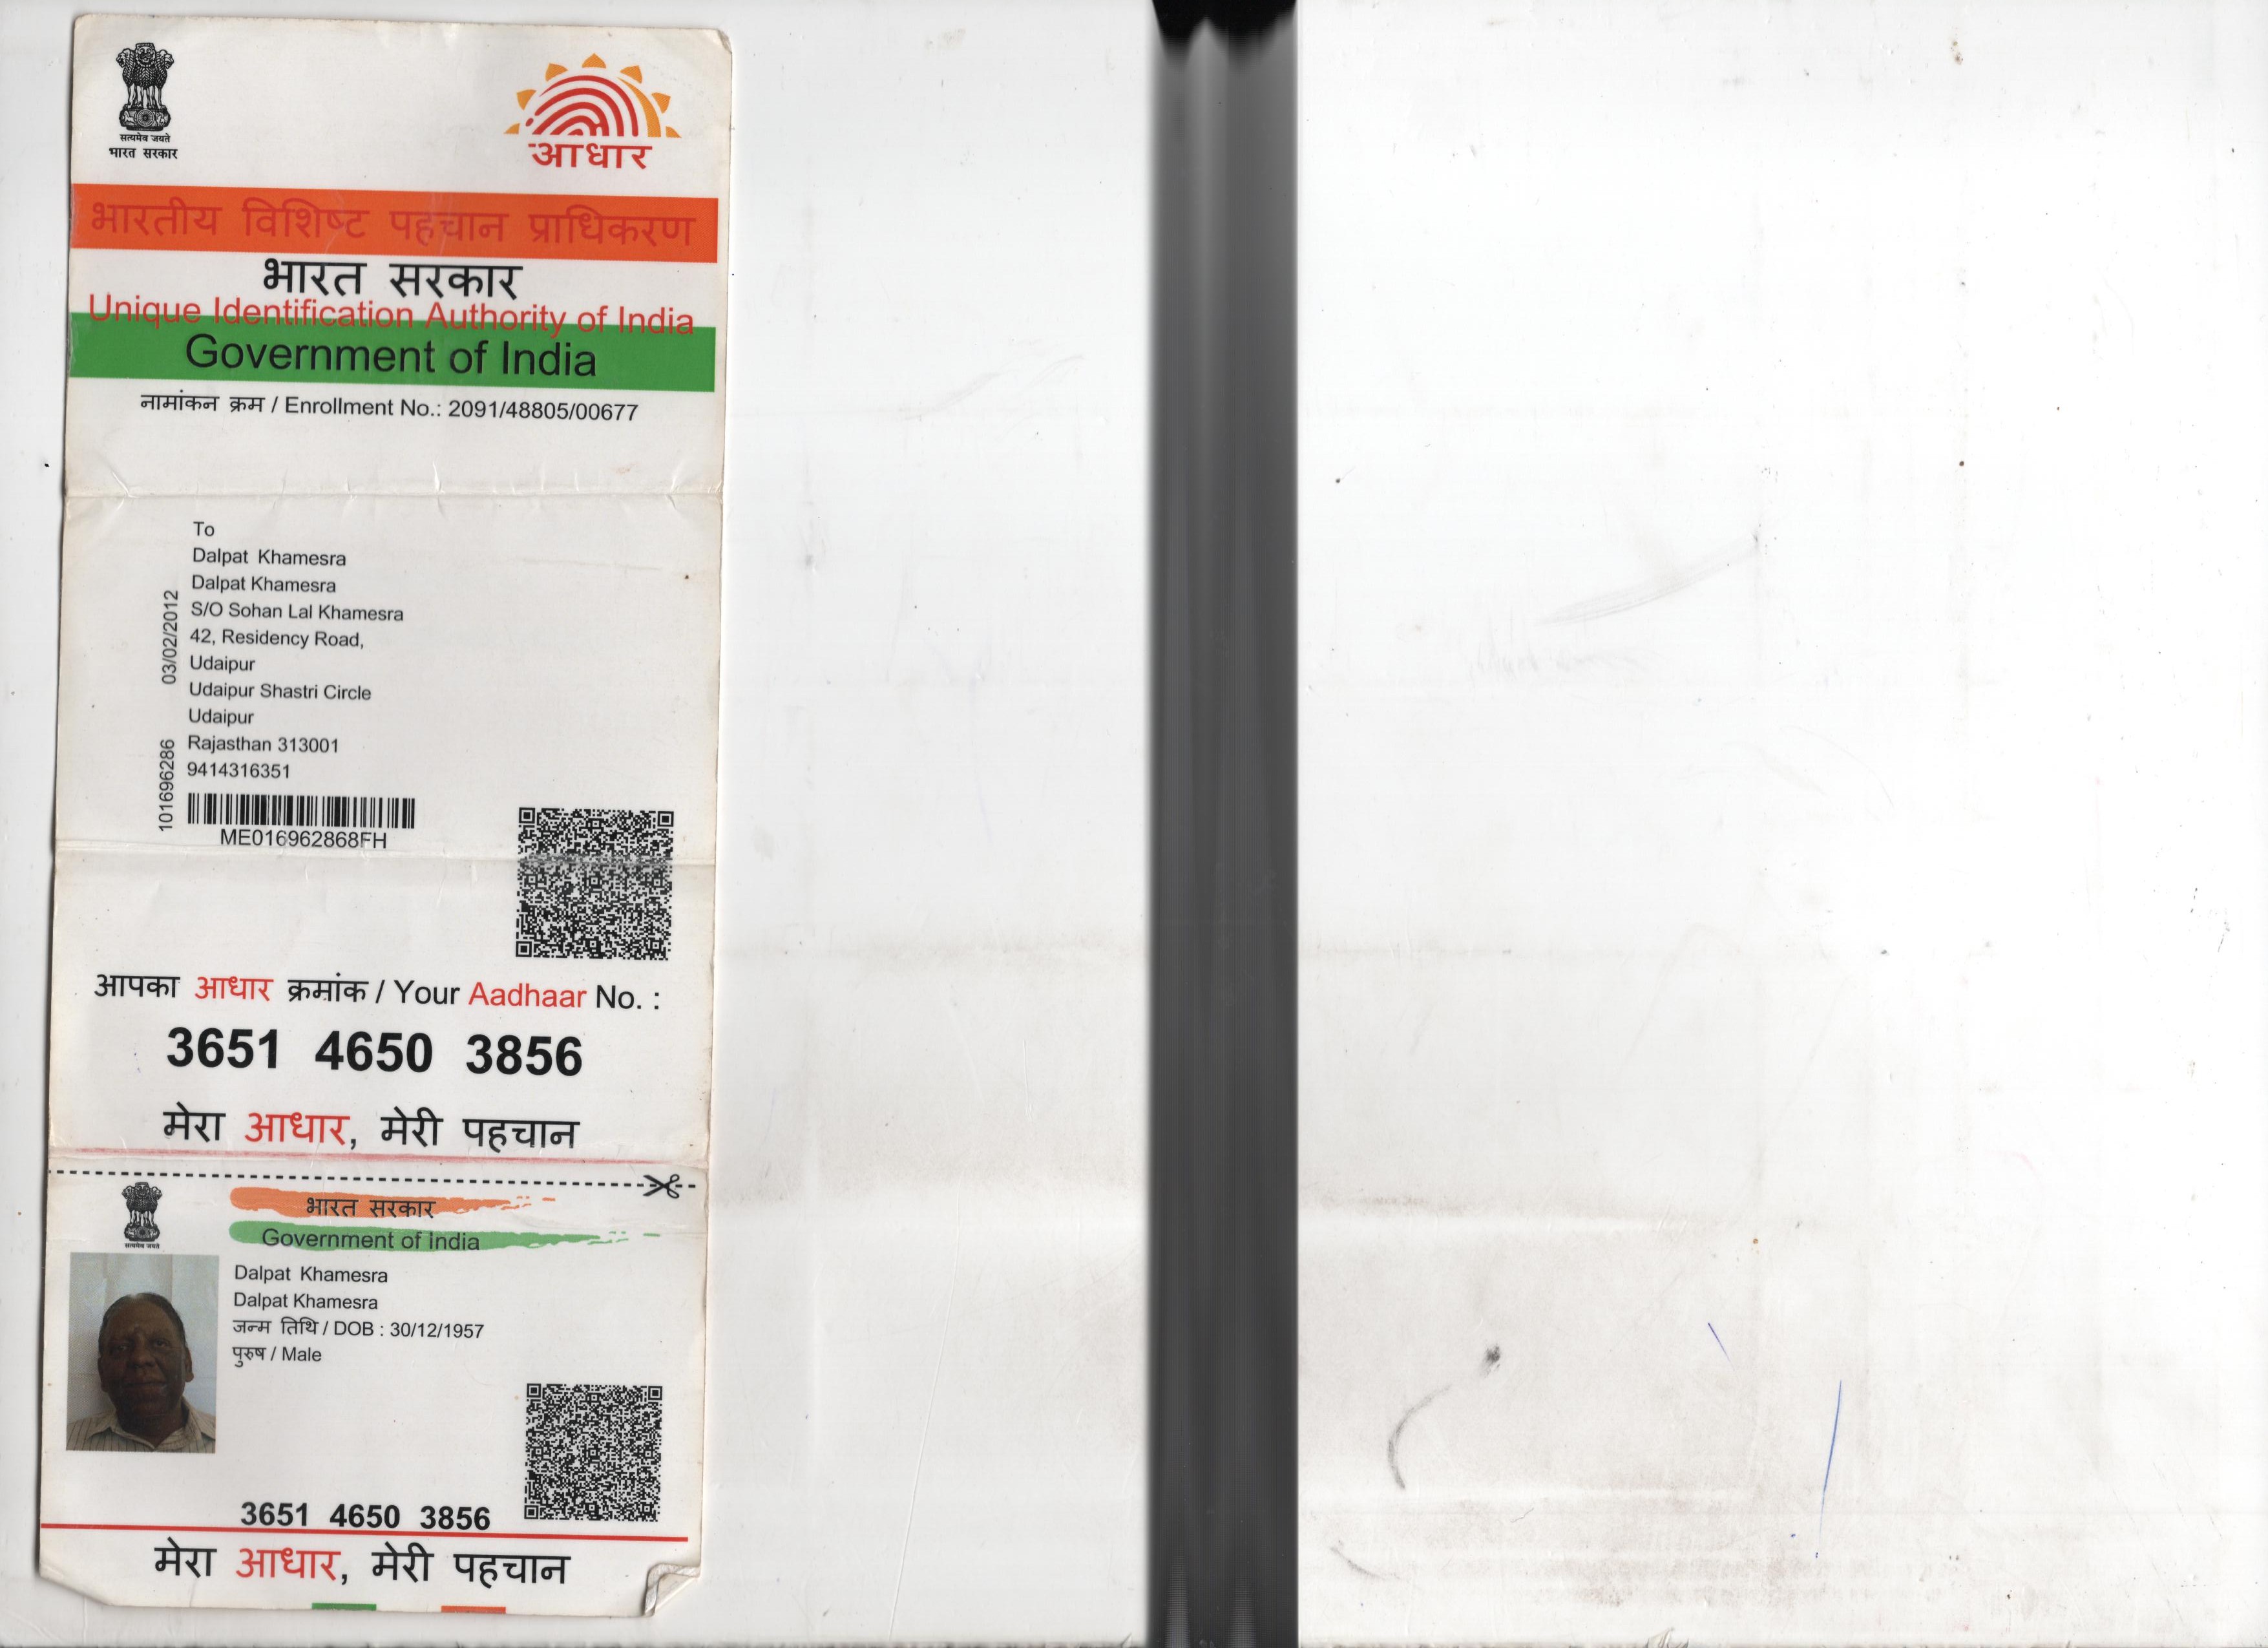 सत्यमेव जयते
भारत सरकार
आधार
भारतीय विशिष्ट पहचान प्राधिकरण
भारत सरकार
Unique Identification Authority of India
Government of India
नामांकन क्रम / Enrollment No.: 2091/48805/00677
To
Dalpat Khamesra
Dalpat Khamesra
S/O Sohan Lal Khamesra
42, Residency Road,
Udaipur
Udaipur Shastri Circle
Udaipur
Rajasthan 313001
9414316351
03/02/2012
101696286
ME016962868FH
आपका आधार क्रमांक / Your Aadhaar No. :
3651 4650 3856
मेरा आधार, मेरी पहचान
सत्यमेव जयते
भारत सरकार
Government of India
Dalpat Khamesra
Dalpat Khamesra
जन्म तिथि / DOB : 30/12/1957
पुरुष / Male
3651 4650 3856
मेरा आधार, मेरी पहचान